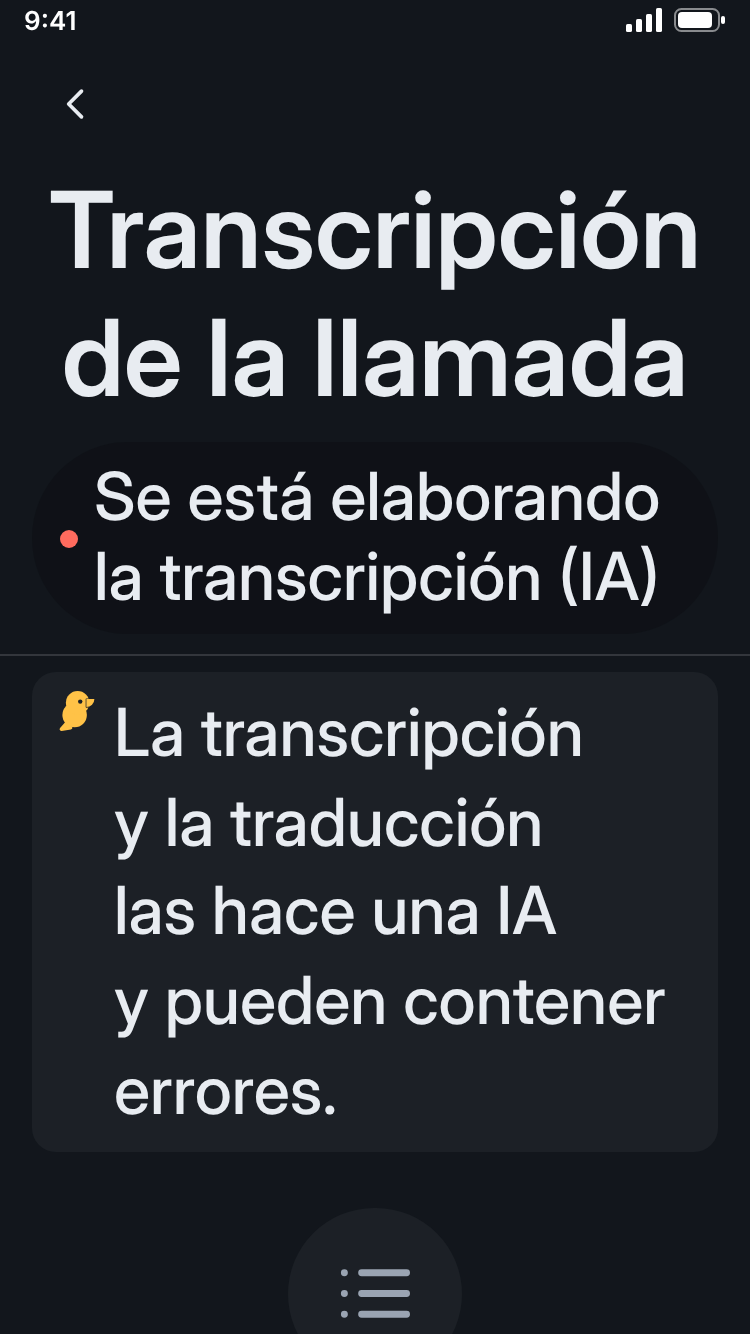 9:41
Transcripción
de la llamada
Se está elaborando
la transcripción (IA)
La transcripción
y la traducción
las hace una IA
y pueden contener
errores.